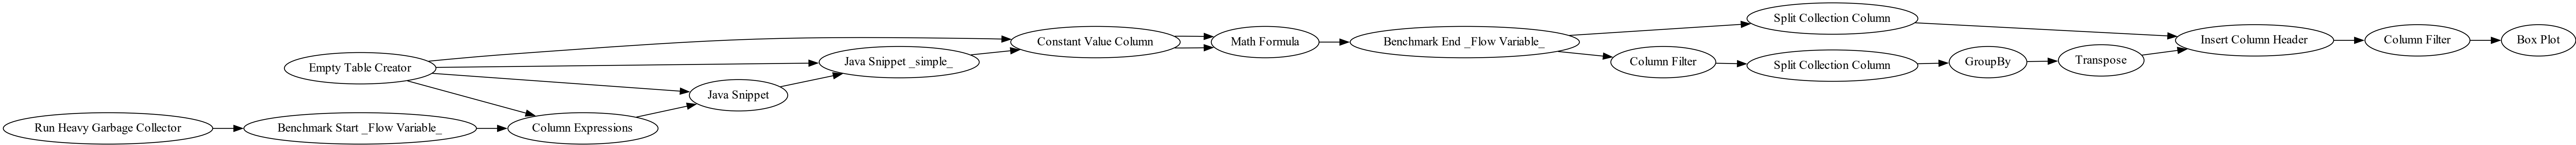 Run Heavy Garbage Collector
Benchmark Start _Flow Variable_
Empty Table Creator
Column Expressions
Java Snippet
Java Snippet _simple_
Constant Value Column
Math Formula
Benchmark End _Flow Variable_
Split Collection Column
Column Filter
Split Collection Column
GroupBy
Transpose
Insert Column Header
Column Filter
Box Plot